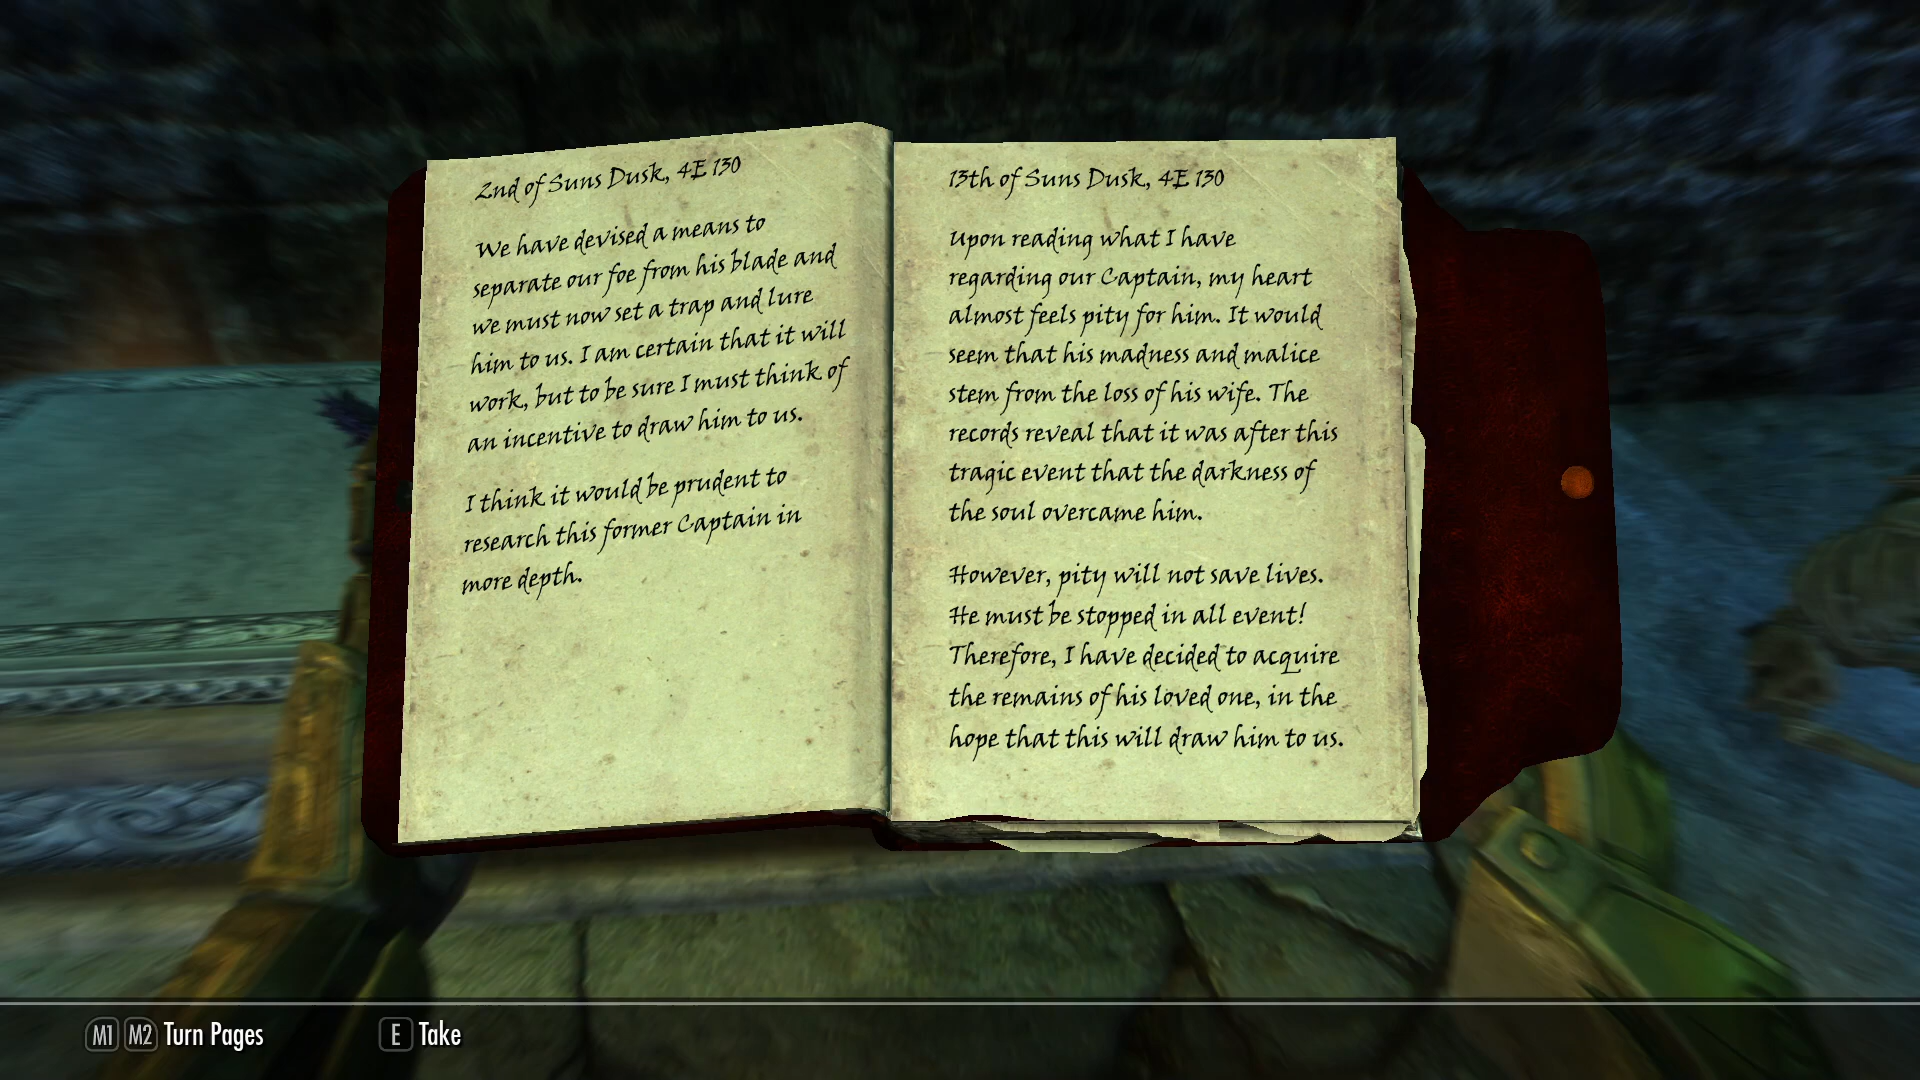 2nd of Suns Dusk, 4E 130
We have devised a means to
separate our foe from his blade and
we must now set a trap and lure
him to us. I am certain that it will
work, but to be sure I must think of
an incentive to draw him to us.
I think it would be prudent to
research this former Captain in
more depth.
13th of Suns Dusk, 4E 130
Upon reading what I have
regarding our Captain, my heart
almost feels pity for him. It would
seem that his madness and malice
stem from the loss of his wife. The
records reveal that it was after this
tragic event that the darkness of
the soul overcame him.
However, pity will not save lives.
He must be stopped in all event!
Therefore, I have decided to acquire
the remains of his loved one, in the
hope that this will draw him to us.
M1 M2 Turn Pages
E Take